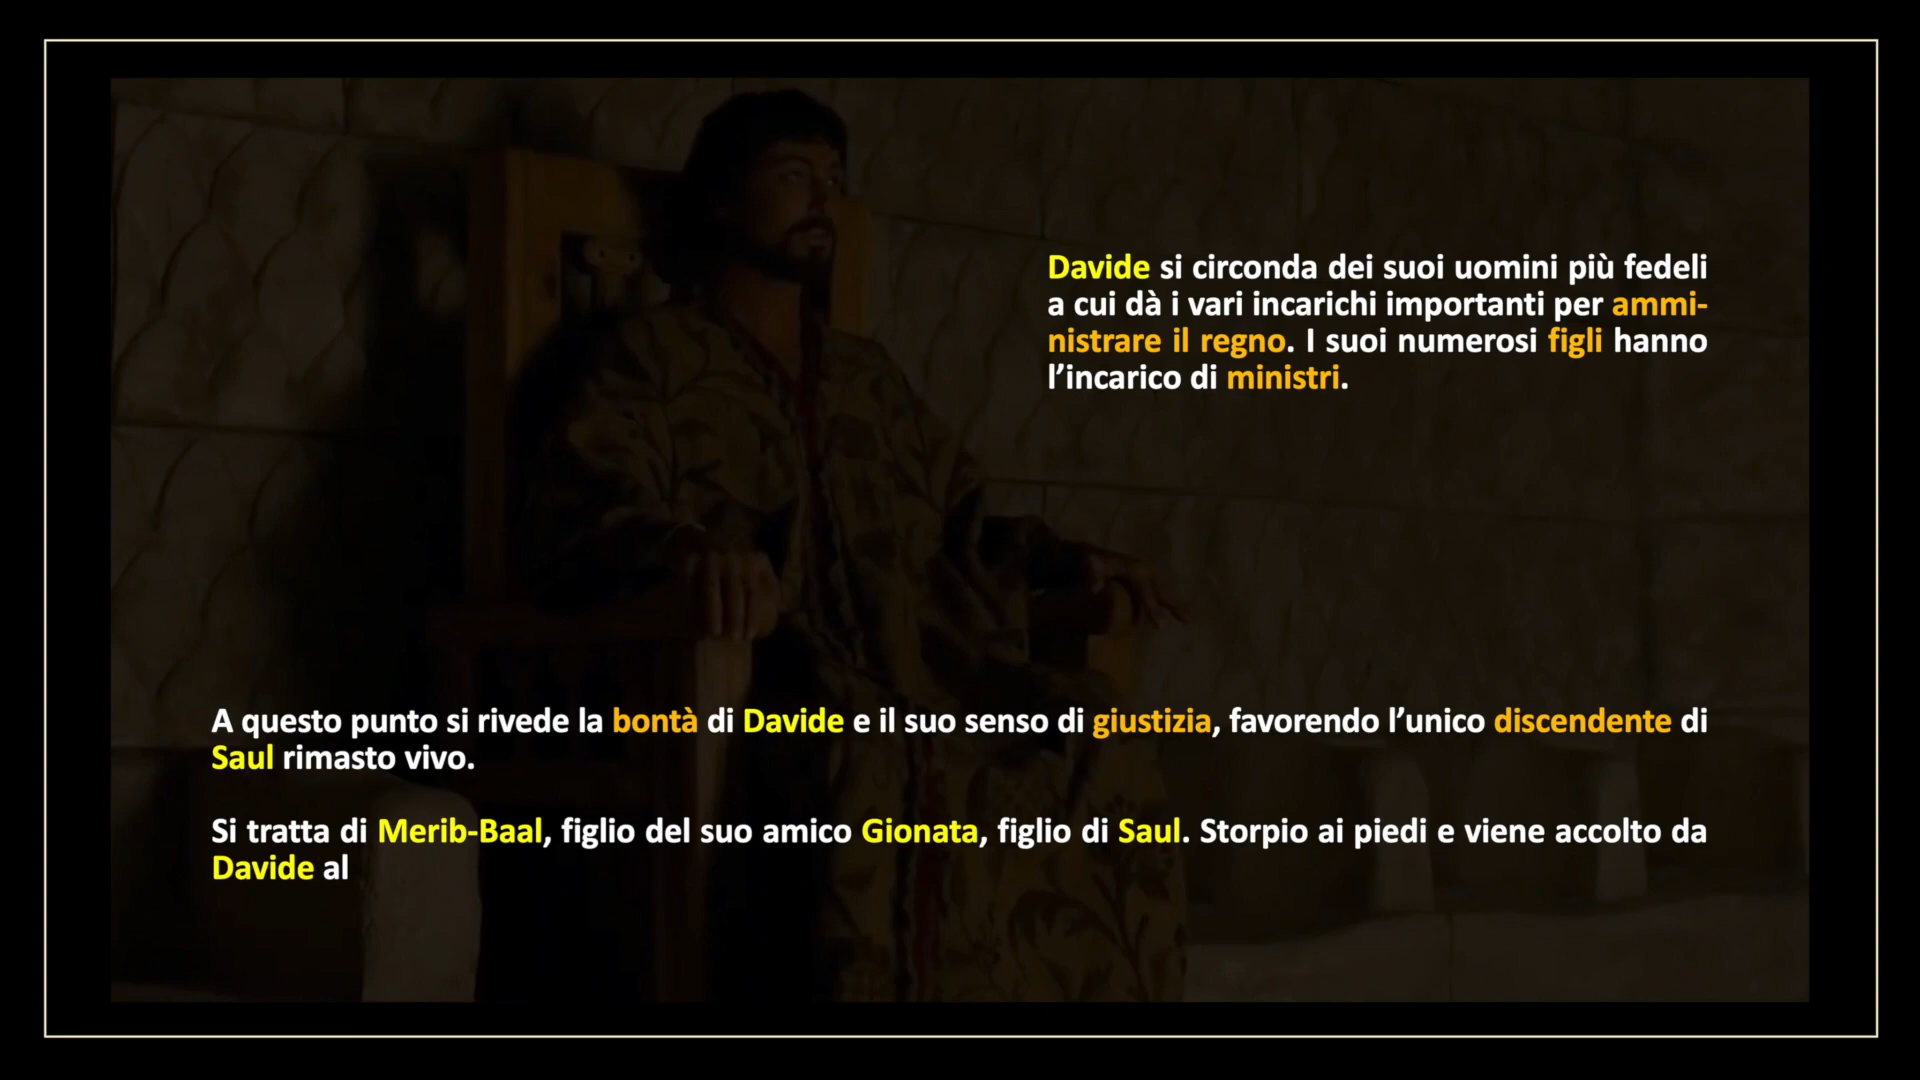 Davide si circonda dei suoi uomini più fedeli
a cui dà i vari incarichi importanti per ammi-
nistrare il regno. I suoi numerosi figli hanno
l’incarico di ministri.
A questo punto si rivede la bontà di Davide e il suo senso di giustizia, favorendo l’unico discendente di
Saul rimasto vivo.
Si tratta di Merib-Baal, figlio del suo amico Gionata, figlio di Saul. Storpio ai piedi e viene accolto da
Davide al